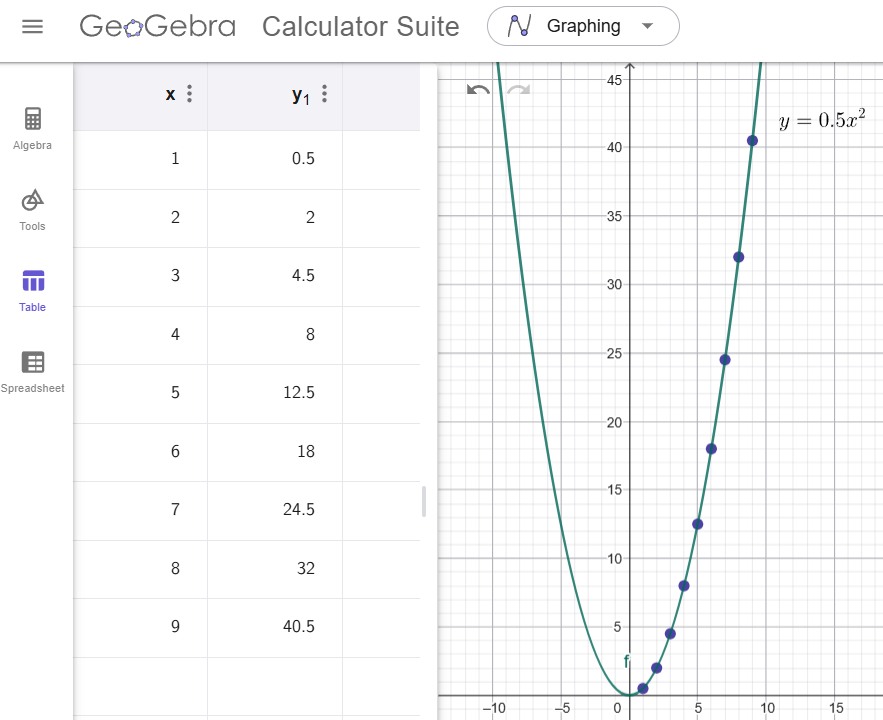 GeoGebra Calculator Suite Graphing
Algebra
Tools
Table
Spreadsheet
x y₁
1 0.5
2 2
3 4.5
4 8
5 12.5
6 18
7 24.5
8 32
9 40.5
y = 0.5x²
45
40
35
30
25
20
15
10
5
f
−10 −5 0 5 10 15